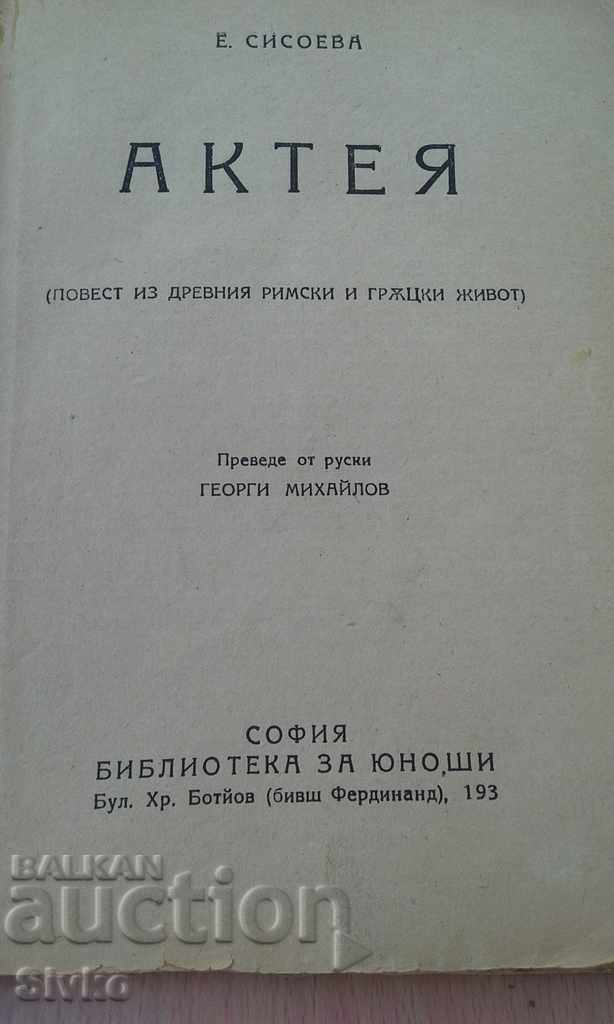 Е. СИСОЕВА
АКТЕЯ
(ПОВЕСТ ИЗ ДРЕВНИЯ РИМСКИ И ГРѪЦКИ ЖИВОТ)
Преведе от руски
ГЕОРГИ МИХАЙЛОВ
СОФИЯ
БИБЛИОТЕКА ЗА ЮНОШИ
Бул. Хр. Ботйов (бивш Фердинанд), 193
BALKAN
auction
Sivko